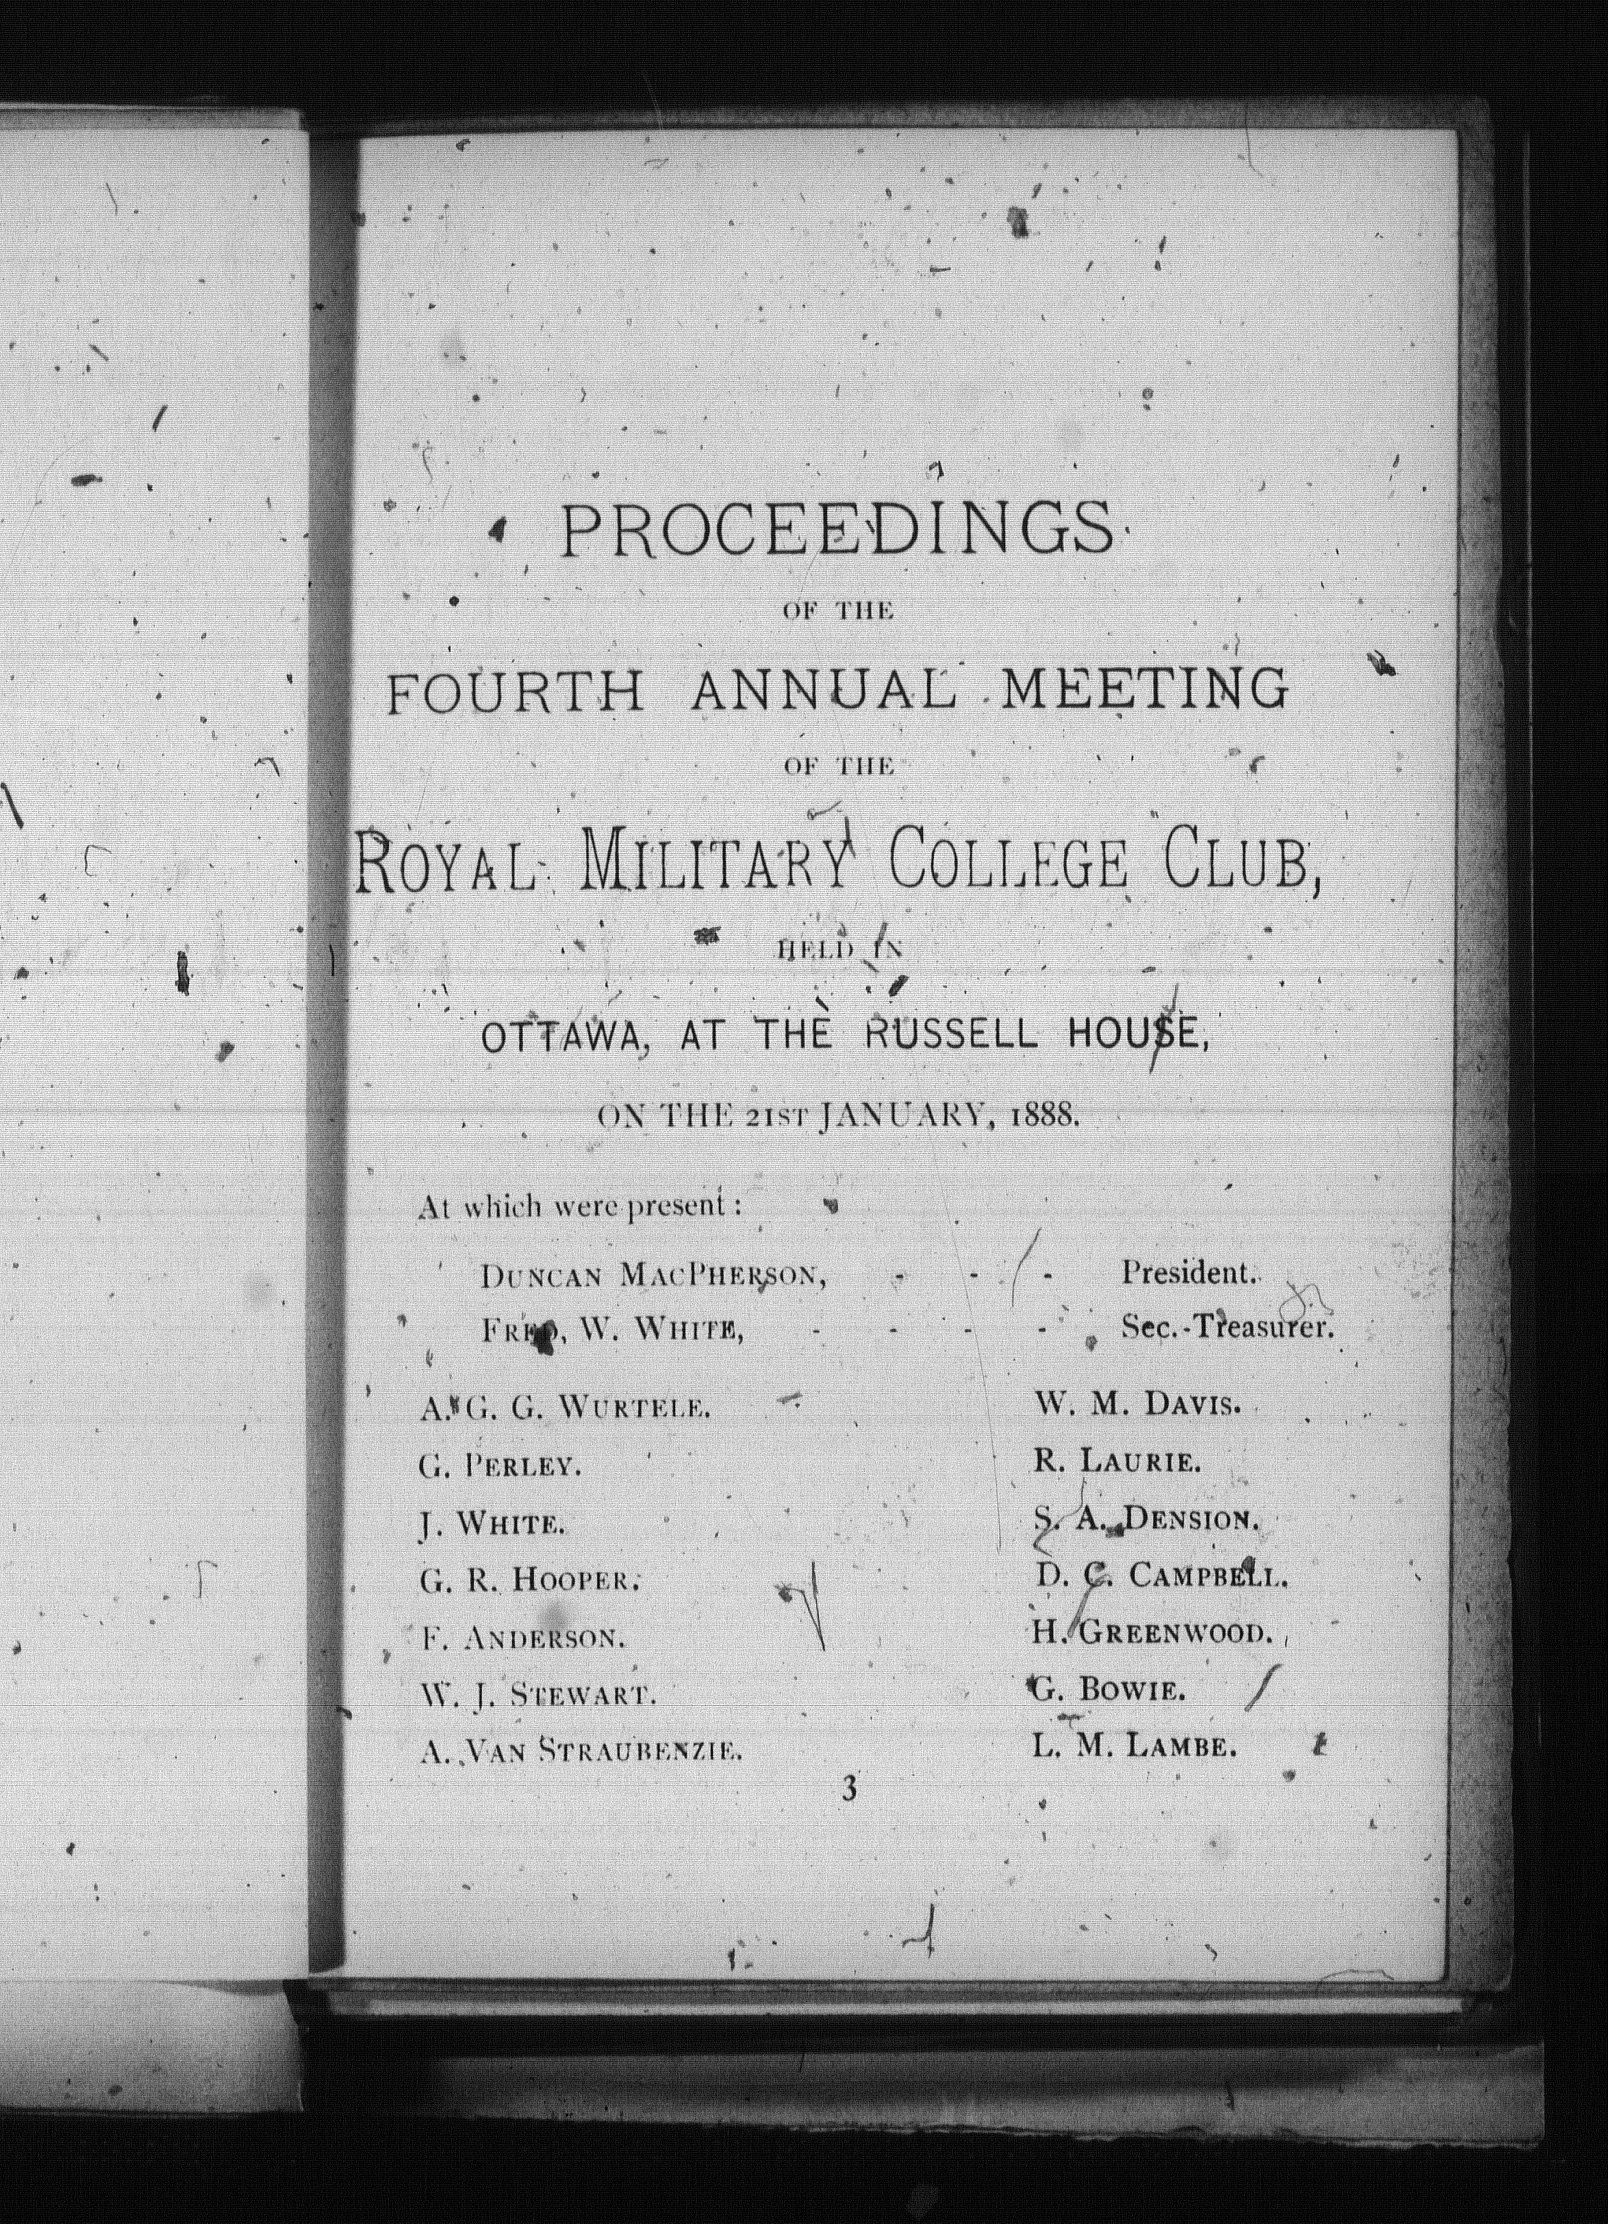 PROCEEDINGS
OF THE
FOURTH ANNUAL MEETING
OF THE
ROYAL MILITARY COLLEGE CLUB,
HELD IN
OTTAWA, AT THE RUSSELL HOUSE,
ON THE 21ST JANUARY, 1888.
At which were present:
DUNCAN MACPHERSON, - - - President.
FRED, W. WHITE, - - - - Sec.-Treasurer.
A. G. G. WURTELE. W. M. DAVIS.
G. PERLEY. R. LAURIE.
J. WHITE. S. A. DENSION.
G. R. HOOPER. D. C. CAMPBELL.
F. ANDERSON. H. GREENWOOD.
W. J. STEWART. G. BOWIE.
A. VAN STRAUBENZIE. L. M. LAMBE.
3